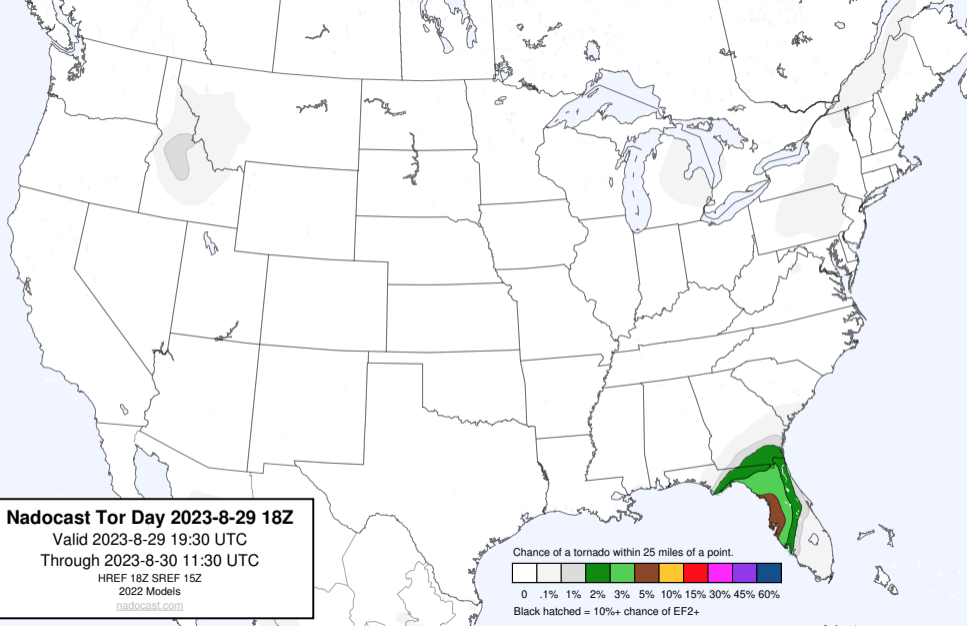 Nadocast Tor Day 2023-8-29 18Z
Valid 2023-8-29 19:30 UTC
Through 2023-8-30 11:30 UTC
HREF 18Z SREF 15Z
2022 Models
nadocast.com
Chance of a tornado within 25 miles of a point.
0 .1% 1% 2% 3% 5% 10% 15% 30% 45% 60%
Black hatched = 10%+ chance of EF2+